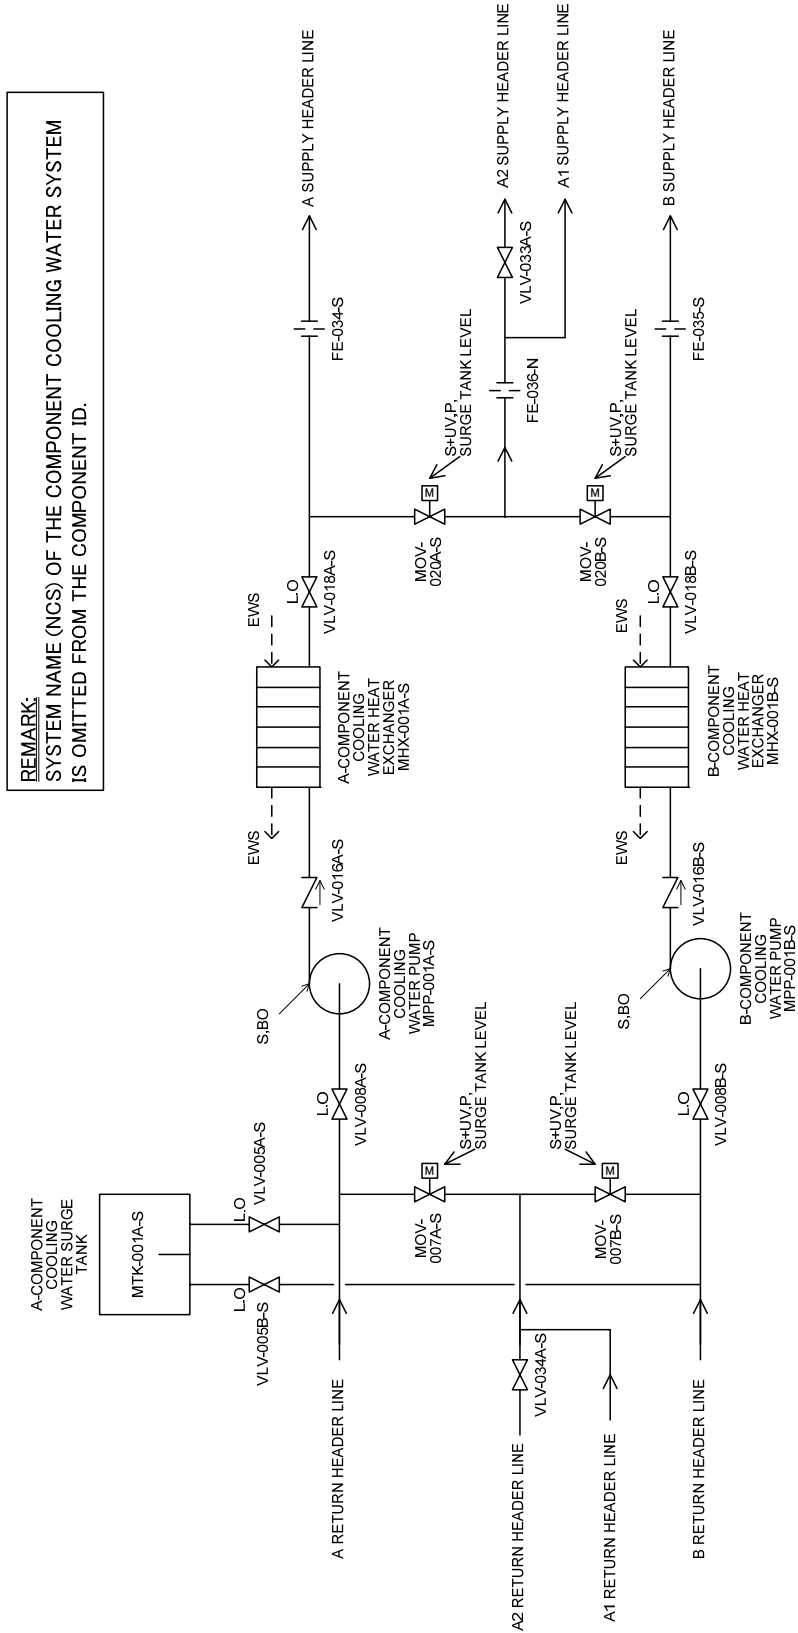 REMARK:
SYSTEM NAME (NCS) OF THE COMPONENT COOLING WATER SYSTEM
IS OMITTED FROM THE COMPONENT ID.
A-COMPONENT
COOLING
WATER SURGE
TANK
MTK-001A-S
L.O
VLV-005B-S
L.O
VLV-005A-S
A RETURN HEADER LINE
L.O
VLV-008A-S
S,BO
A-COMPONENT
COOLING
WATER PUMP
MPP-001A-S
VLV-016A-S
EWS
EWS
A-COMPONENT
COOLING
WATER HEAT
EXCHANGER
MHX-001A-S
L.O
VLV-018A-S
FE-034-S
A SUPPLY HEADER LINE
MOV-
007A-S
M
S+UV,P,
SURGE TANK LEVEL
MOV-
020A-S
M
S+UV,P,
SURGE TANK LEVEL
A2 RETURN HEADER LINE
VLV-034A-S
A1 RETURN HEADER LINE
FE-036-N
VLV-033A-S
A2 SUPPLY HEADER LINE
A1 SUPPLY HEADER LINE
MOV-
007B-S
M
S+UV,P,
SURGE TANK LEVEL
MOV-
020B-S
M
S+UV,P,
SURGE TANK LEVEL
B RETURN HEADER LINE
L.O
VLV-008B-S
S,BO
B-COMPONENT
COOLING
WATER PUMP
MPP-001B-S
VLV-016B-S
EWS
EWS
B-COMPONENT
COOLING
WATER HEAT
EXCHANGER
MHX-001B-S
L.O
VLV-018B-S
FE-035-S
B SUPPLY HEADER LINE